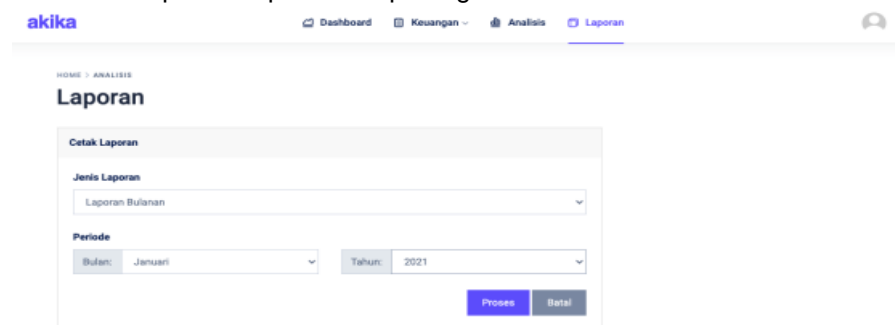 akika Dashboard Keuangan Analisis Laporan
HOME > ANALISIS
Laporan
Cetak Laporan
Jenis Laporan
Laporan Bulanan
Periode
Bulan: Januari Tahun: 2021
Proses Batal